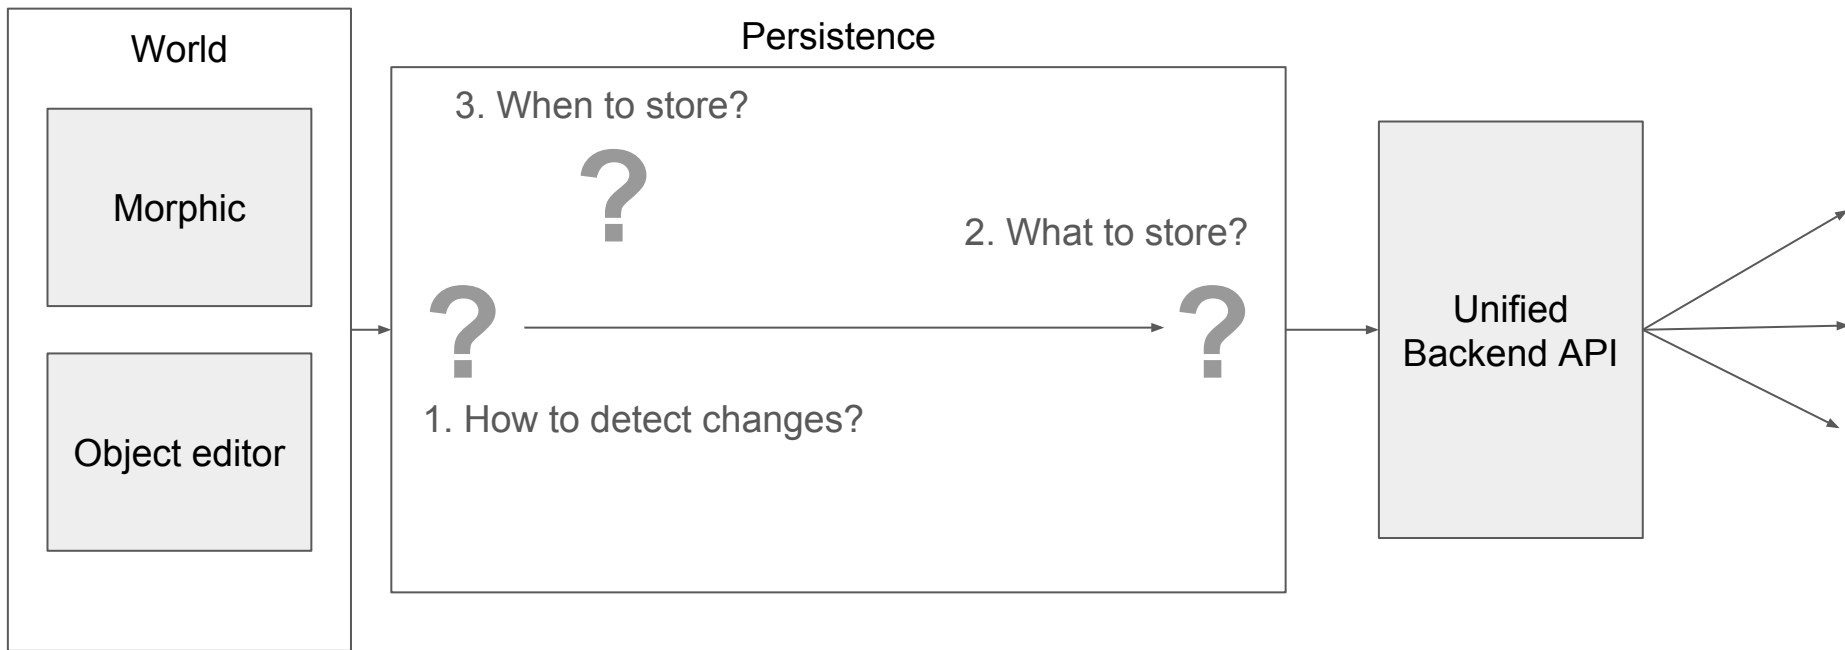 World
Morphic
Object editor
Persistence
3. When to store?
?
2. What to store?
?
?
1. How to detect changes?
Unified
Backend API